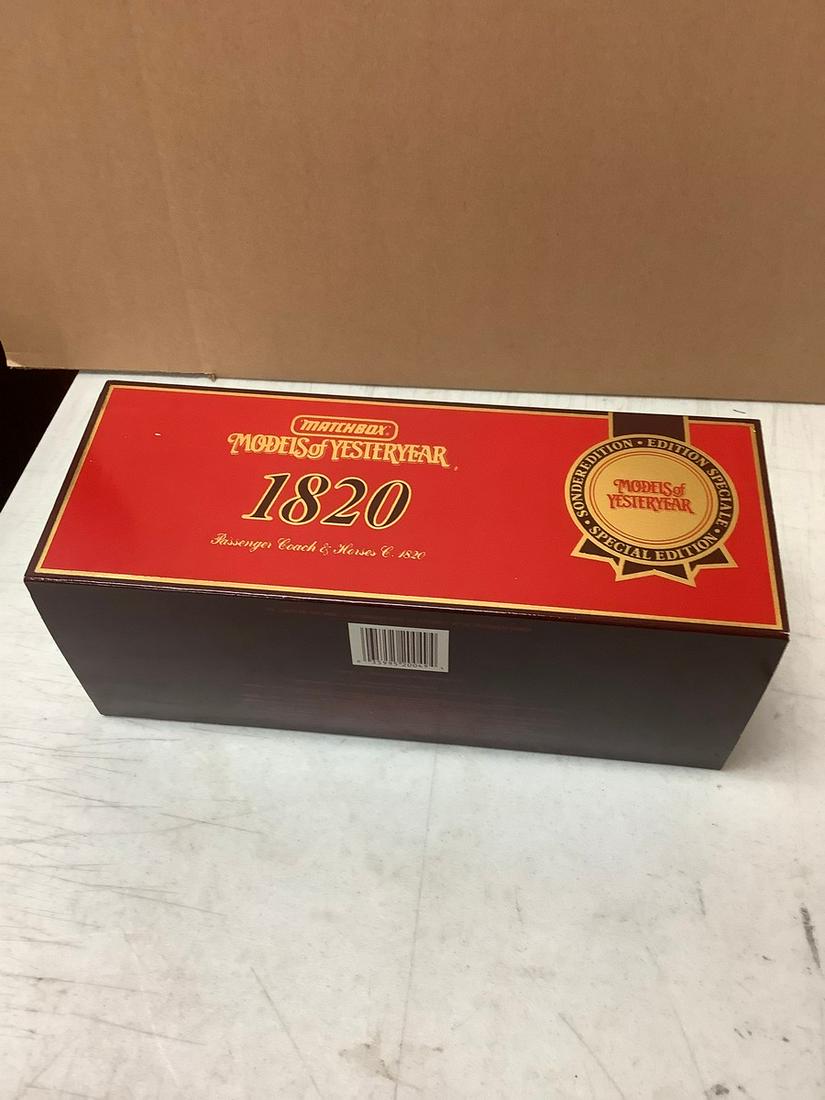 MATCHBOX®
MODELS of YESTERYEAR
1820
Passenger Coach & Horses C. 1820
SONDEREDITION • EDITION SPECIALE • SPECIAL EDITION •
MODELS of
YESTERYEAR